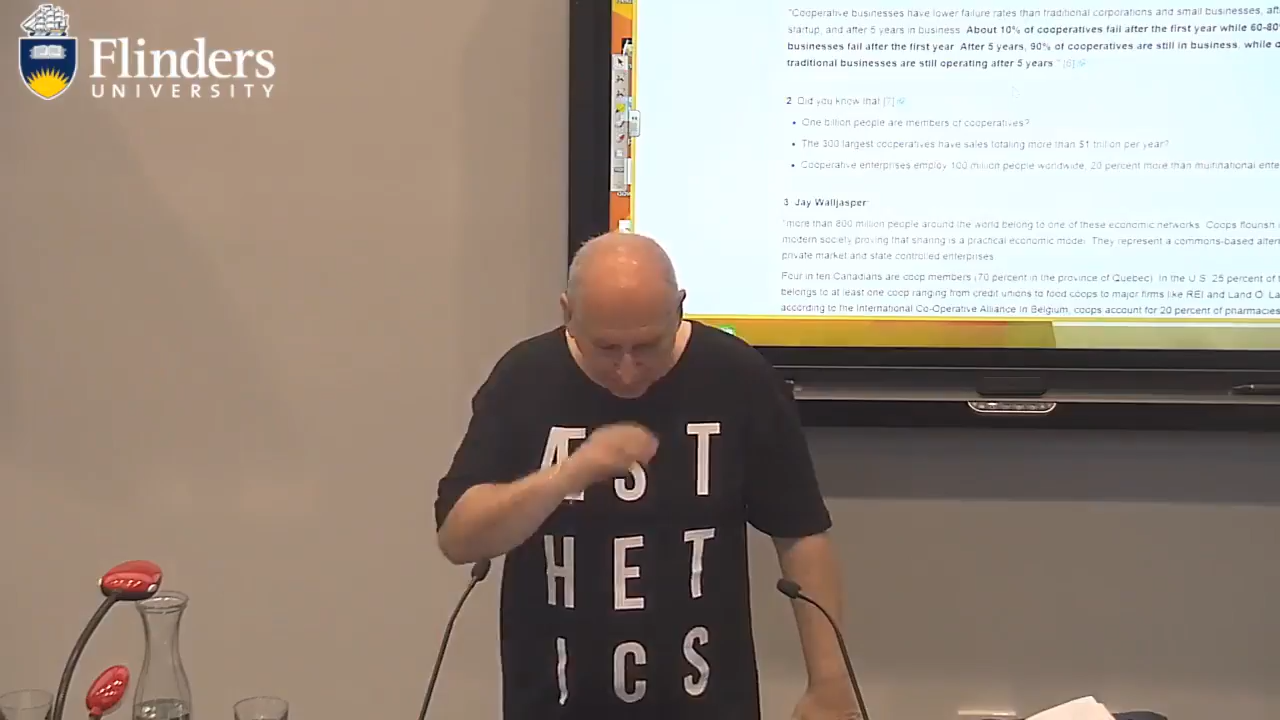 Flinders
UNIVERSITY
"Cooperative businesses have lower failure rates than traditional corporations and small businesses, aft
startup, and after 5 years in business. About 10% of cooperatives fail after the first year while 60-80
businesses fail after the first year. After 5 years, 90% of cooperatives are still in business, while
traditional businesses are still operating after 5 years." [6]
2 Did you know that [7]
• One billion people are members of cooperatives?
• The 300 largest cooperatives have sales totaling more than $1 trillion per year?
• Cooperative enterprises employ 100 million people worldwide, 20 percent more than multinational ente
3 Jay Walljasper:
"more than 800 million people around the world belong to one of these economic networks. Coops flourish
modern society proving that sharing is a practical economic model. They represent a commons-based alter
private market and state controlled enterprises.
Four in ten Canadians are coop members (70 percent in the province of Quebec). In the U.S. 25 percent of
belongs to at least one coop ranging from credit unions to food coops to major firms like REI and Land O' La
according to the International Co-Operative Alliance in Belgium, coops account for 20 percent of pharmacies
Æ S T
H E T
I C S